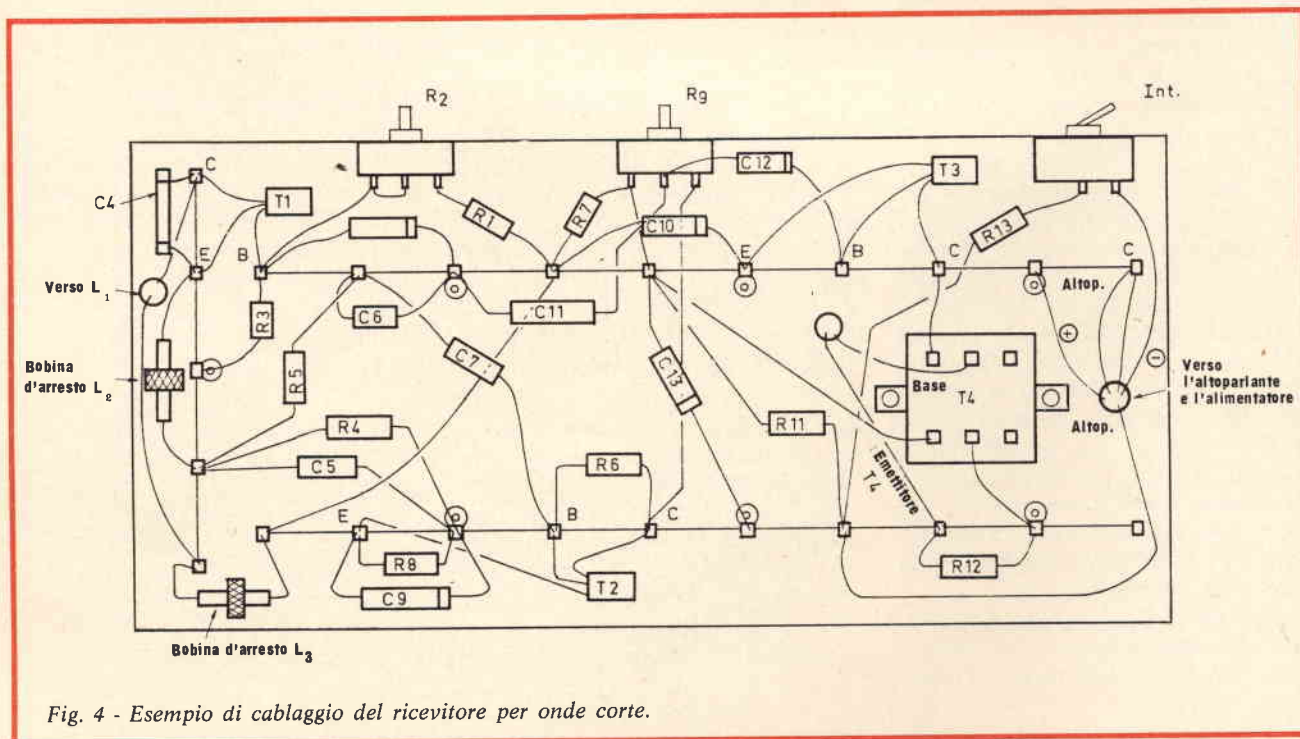 R2
R9
Int.
C4
C
T1
C12
T3
R1
R7
C10
R13
E
B
E
B
C
C
Verso L1
Altop.
C6
C11
R3
+
Bobina d'arresto L2
C7
R5
C13
Base
T4
−
Verso l'altoparlante e l'alimentatore
R4
R11
Altop.
C5
R6
Emettitore T4
E
B
C
R8
T2
R12
C9
Bobina d'arresto L3
Fig. 4 - Esempio di cablaggio del ricevitore per onde corte.